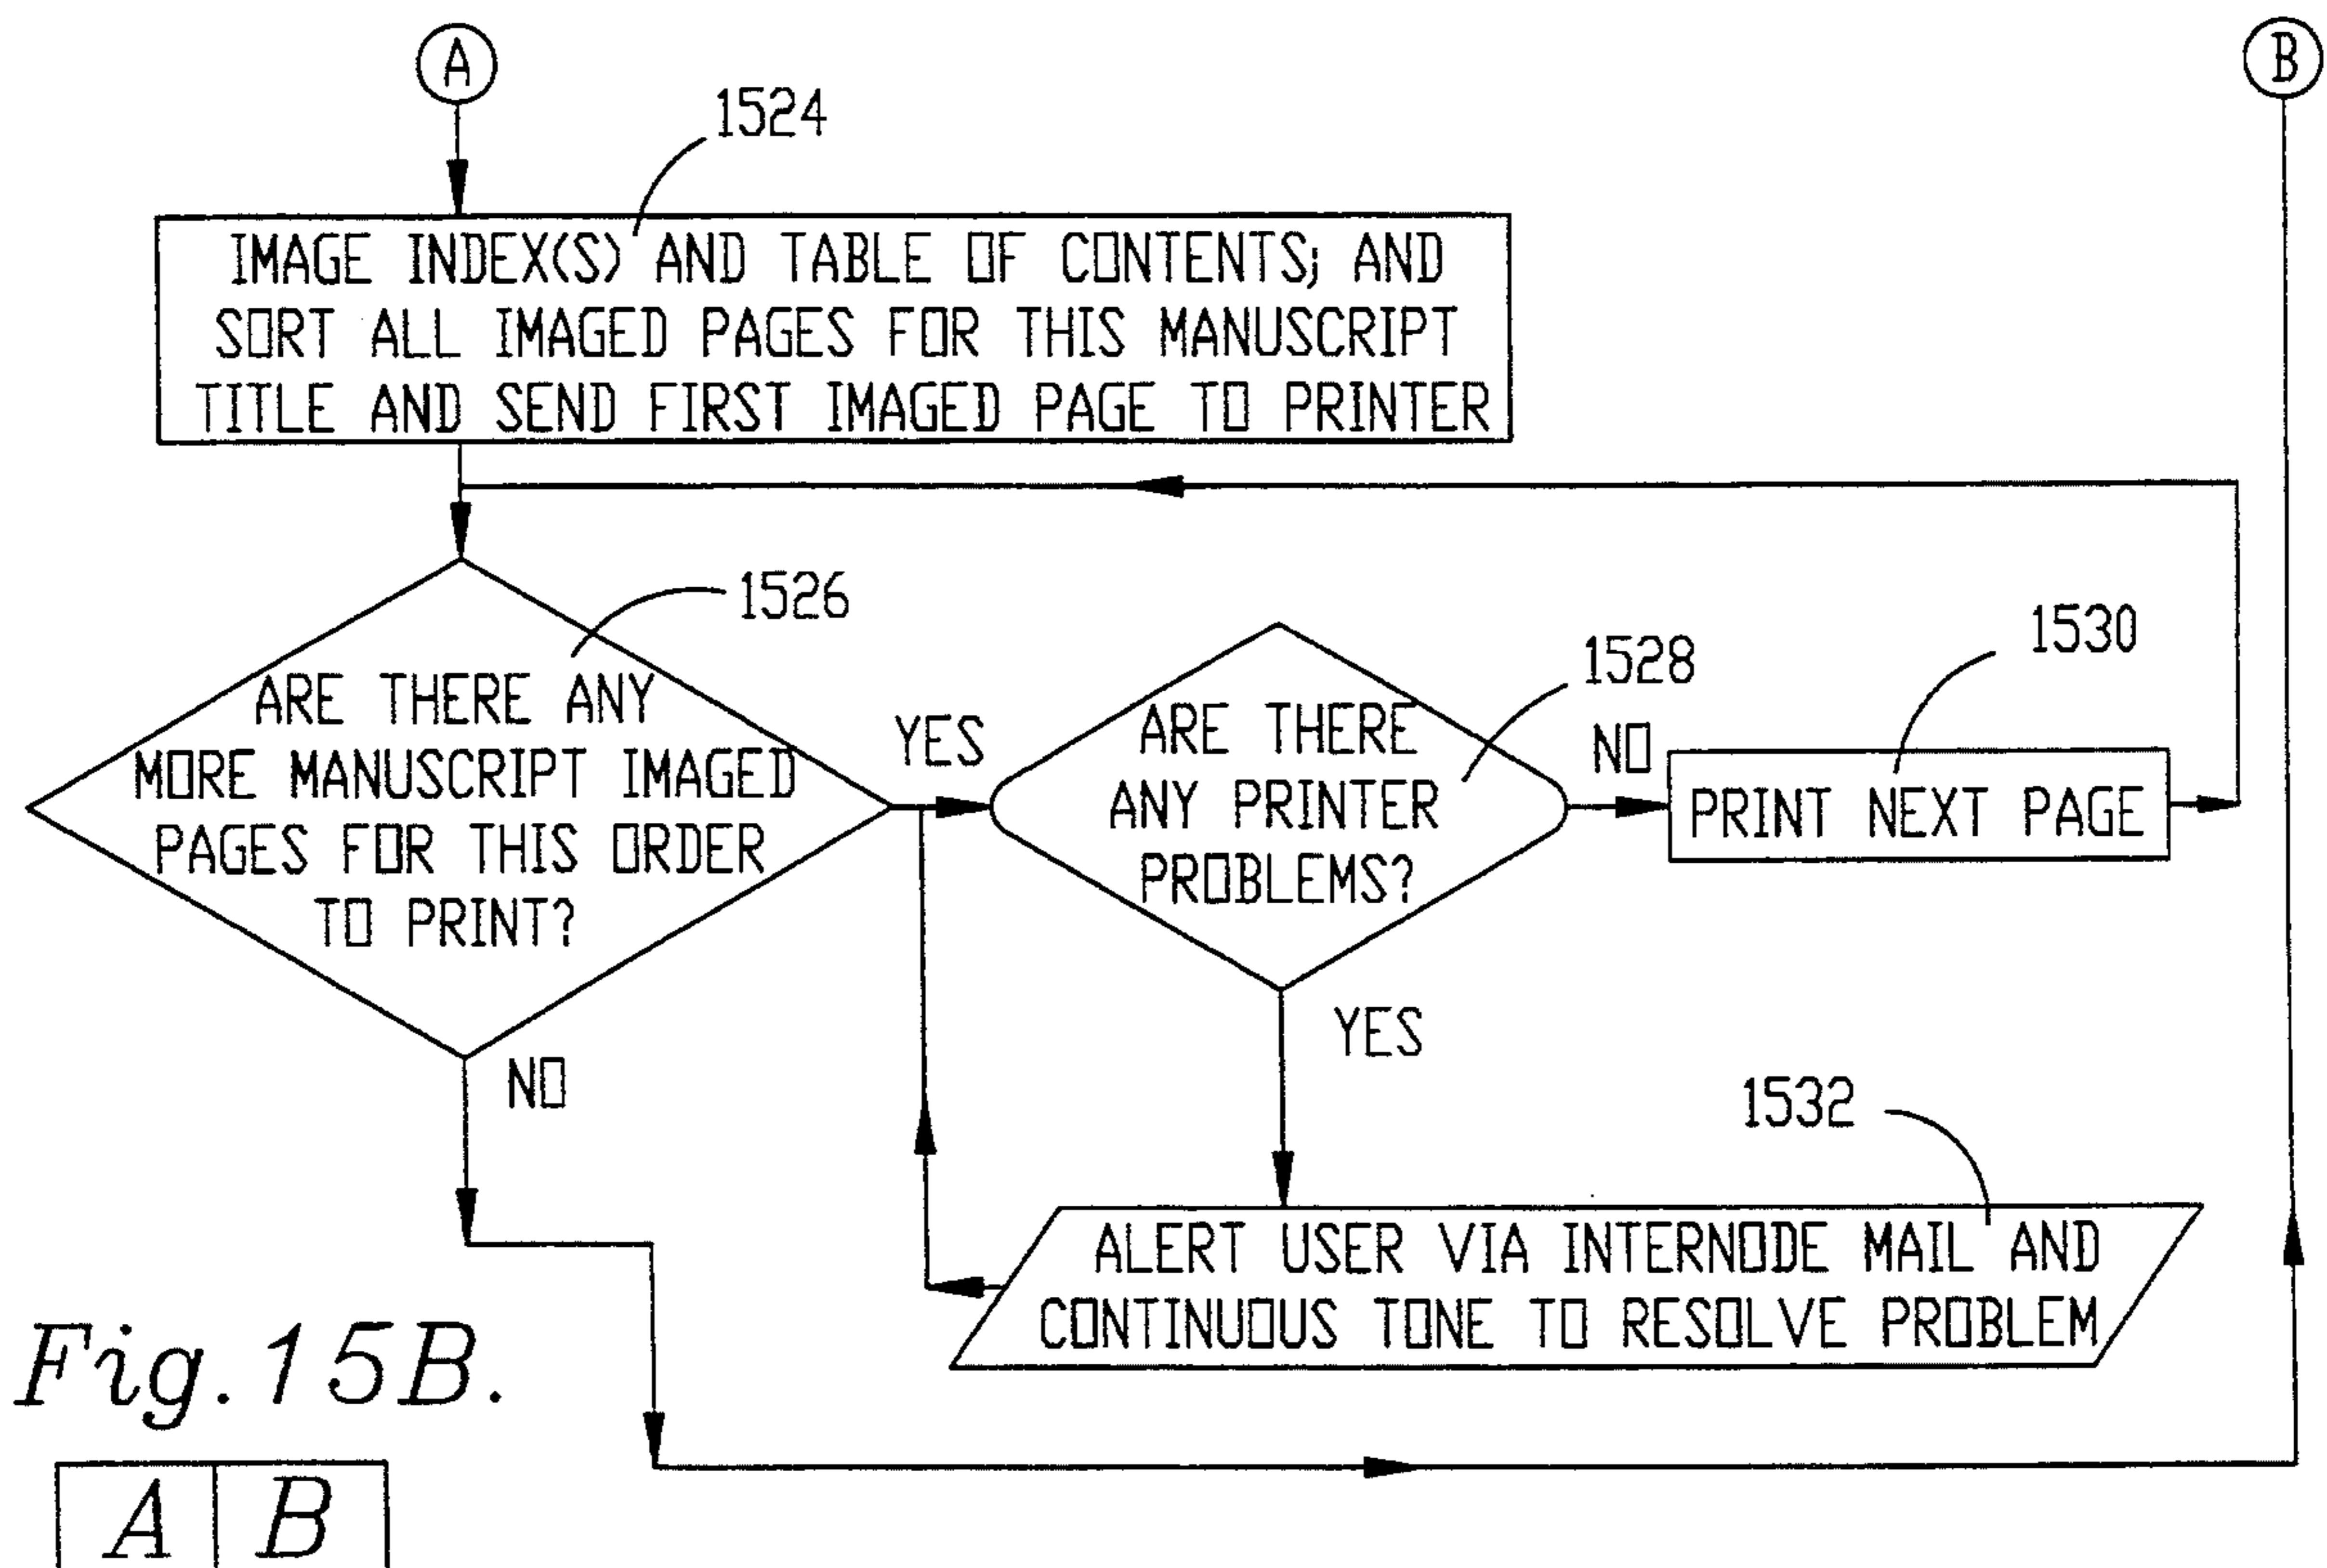 A
B
1524
IMAGE INDEX(S) AND TABLE OF CONTENTS; AND
SORT ALL IMAGED PAGES FOR THIS MANUSCRIPT
TITLE AND SEND FIRST IMAGED PAGE TO PRINTER
1526
ARE THERE ANY
MORE MANUSCRIPT IMAGED
PAGES FOR THIS ORDER
TO PRINT?
YES
NO
1528
ARE THERE
ANY PRINTER
PROBLEMS?
NO
YES
1530
PRINT NEXT PAGE
1532
ALERT USER VIA INTERNODE MAIL AND
CONTINUOUS TONE TO RESOLVE PROBLEM
Fig.15B.
A B